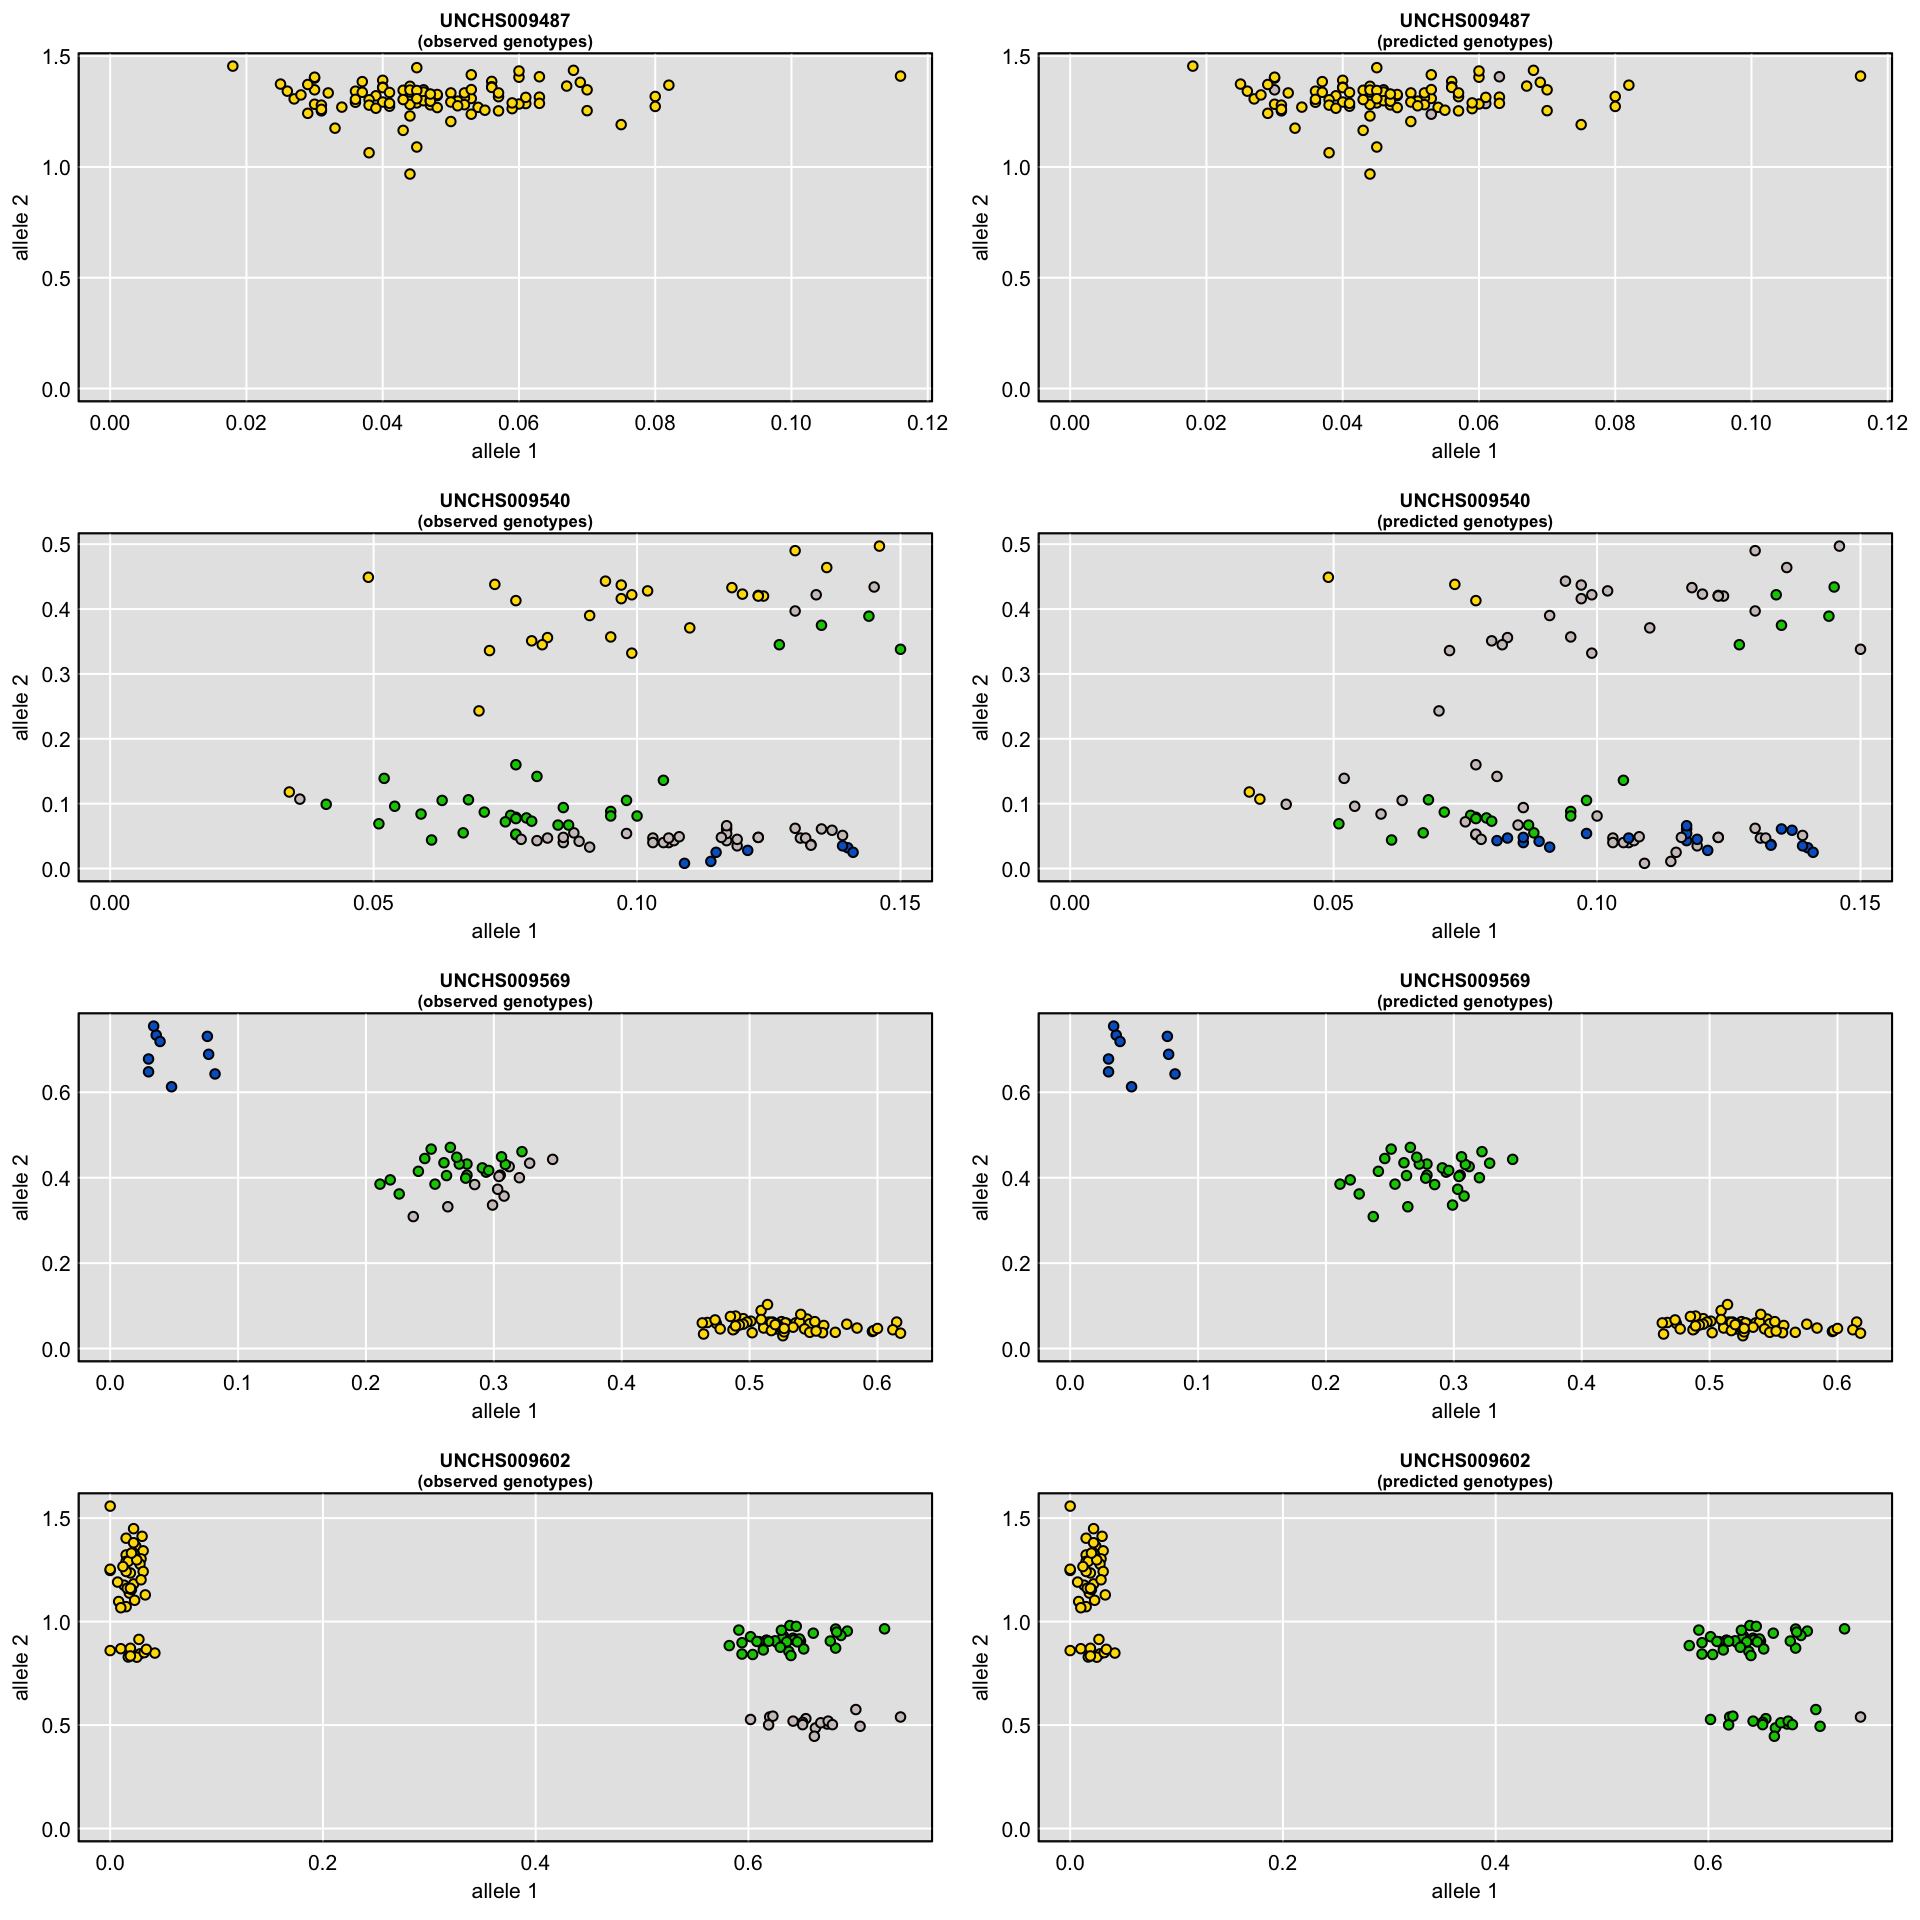 UNCHS009487
(observed genotypes)
1.5
1.0
0.5
0.0
allele 2
0.00 0.02 0.04 0.06 0.08 0.10 0.12
allele 1
UNCHS009487
(predicted genotypes)
1.5
1.0
0.5
0.0
allele 2
0.00 0.02 0.04 0.06 0.08 0.10 0.12
allele 1
UNCHS009540
(observed genotypes)
0.5
0.4
0.3
0.2
0.1
0.0
allele 2
0.00 0.05 0.10 0.15
allele 1
UNCHS009540
(predicted genotypes)
0.5
0.4
0.3
0.2
0.1
0.0
allele 2
0.00 0.05 0.10 0.15
allele 1
UNCHS009569
(observed genotypes)
0.6
0.4
0.2
0.0
allele 2
0.0 0.1 0.2 0.3 0.4 0.5 0.6
allele 1
UNCHS009569
(predicted genotypes)
0.6
0.4
0.2
0.0
allele 2
0.0 0.1 0.2 0.3 0.4 0.5 0.6
allele 1
UNCHS009602
(observed genotypes)
1.5
1.0
0.5
0.0
allele 2
0.0 0.2 0.4 0.6
allele 1
UNCHS009602
(predicted genotypes)
1.5
1.0
0.5
0.0
allele 2
0.0 0.2 0.4 0.6
allele 1